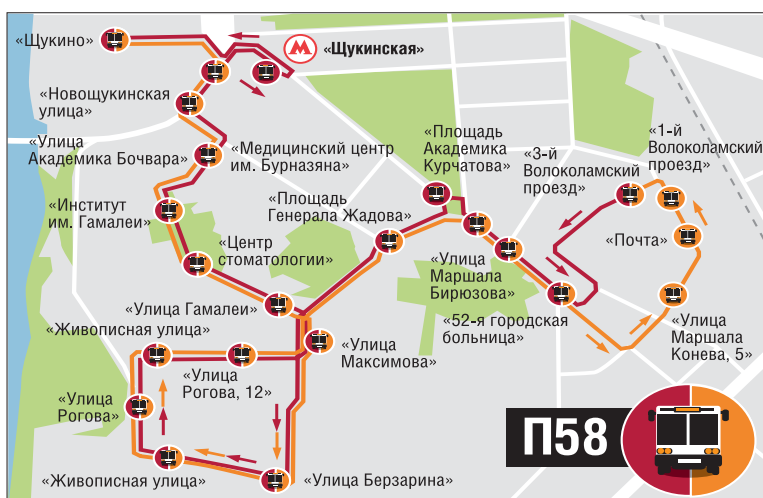 «Щукино»
М
«Щукинская»
«Новощукинская
улица»
«Улица
Академика Бочвара»
«Медицинский центр
им. Бурназяна»
«Площадь
Академика
Курчатова»
«1-й
Волоколамский
проезд»
«3-й
Волоколамский
проезд»
«Институт
им. Гамалеи»
«Площадь
Генерала Жадова»
«Почта»
«Центр
стоматологии»
«Улица
Маршала
Бирюзова»
«Улица Гамалеи»
«52-я городская
больница»
«Улица
Маршала
Конева, 5»
«Живописная улица»
«Улица
Максимова»
«Улица
Рогова, 12»
«Улица
Рогова»
П58
«Живописная улица»
«Улица Берзарина»